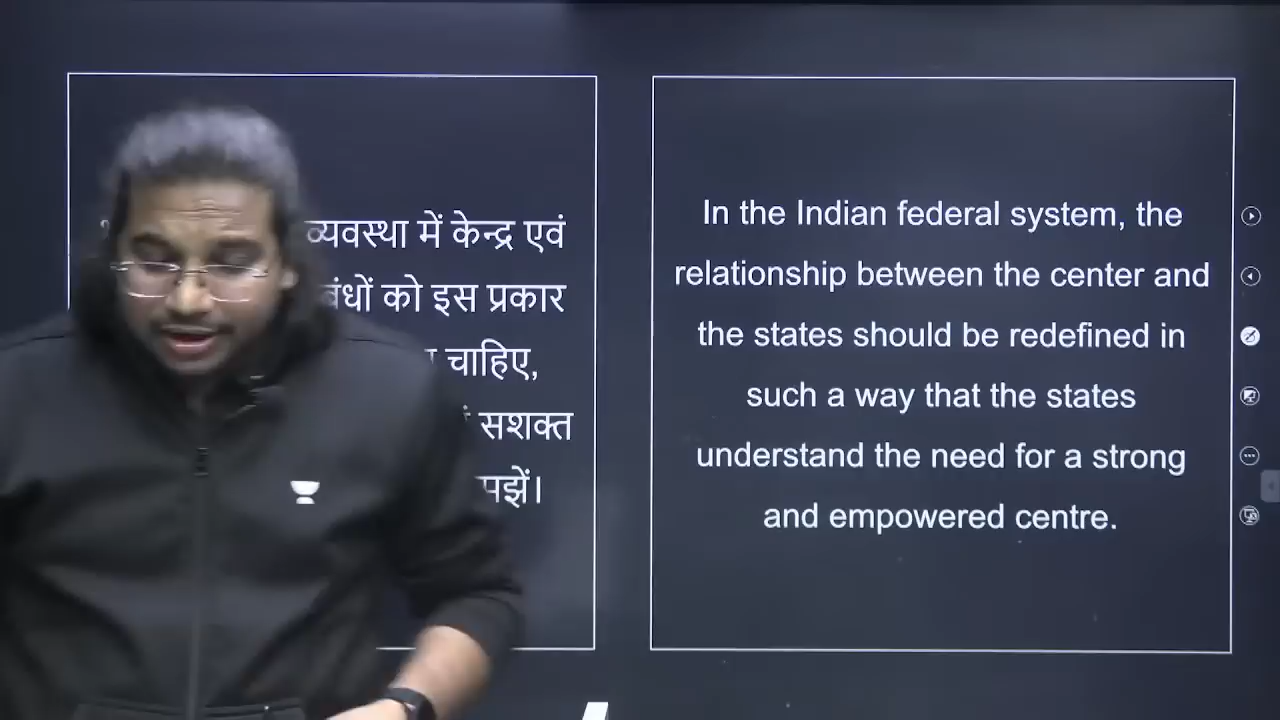 व्यवस्था में केन्द्र एवं
को इस प्रकार
चाहिए,
सशक्त
In the Indian federal system, the
relationship between the center and
the states should be redefined in
such a way that the states
understand the need for a strong
and empowered centre.